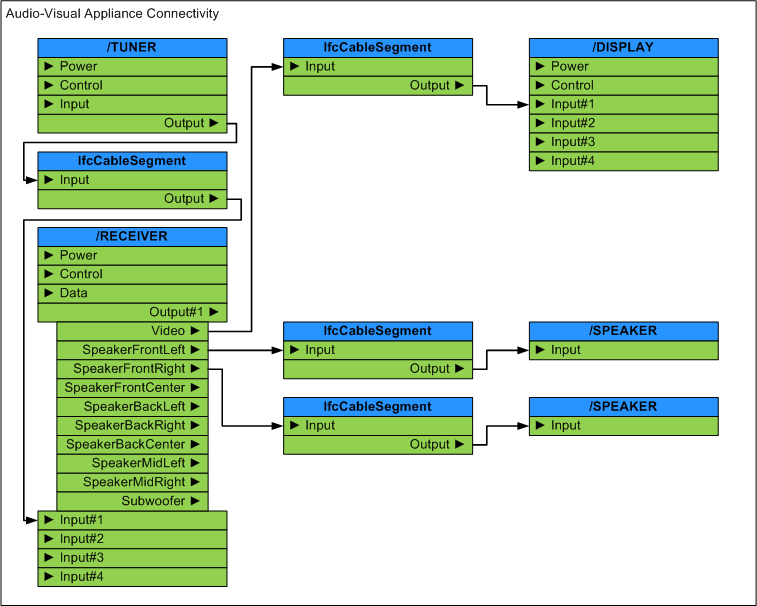 Audio-Visual Appliance Connectivity
/TUNER
Power
Control
Input
Output
IfcCableSegment
Input
Output
/RECEIVER
Power
Control
Data
Output#1
Video
SpeakerFrontLeft
SpeakerFrontRight
SpeakerFrontCenter
SpeakerBackLeft
SpeakerBackRight
SpeakerBackCenter
SpeakerMidLeft
SpeakerMidRight
Subwoofer
Input#1
Input#2
Input#3
Input#4
IfcCableSegment
Input
Output
/DISPLAY
Power
Control
Input#1
Input#2
Input#3
Input#4
IfcCableSegment
Input
Output
/SPEAKER
Input
IfcCableSegment
Input
Output
/SPEAKER
Input